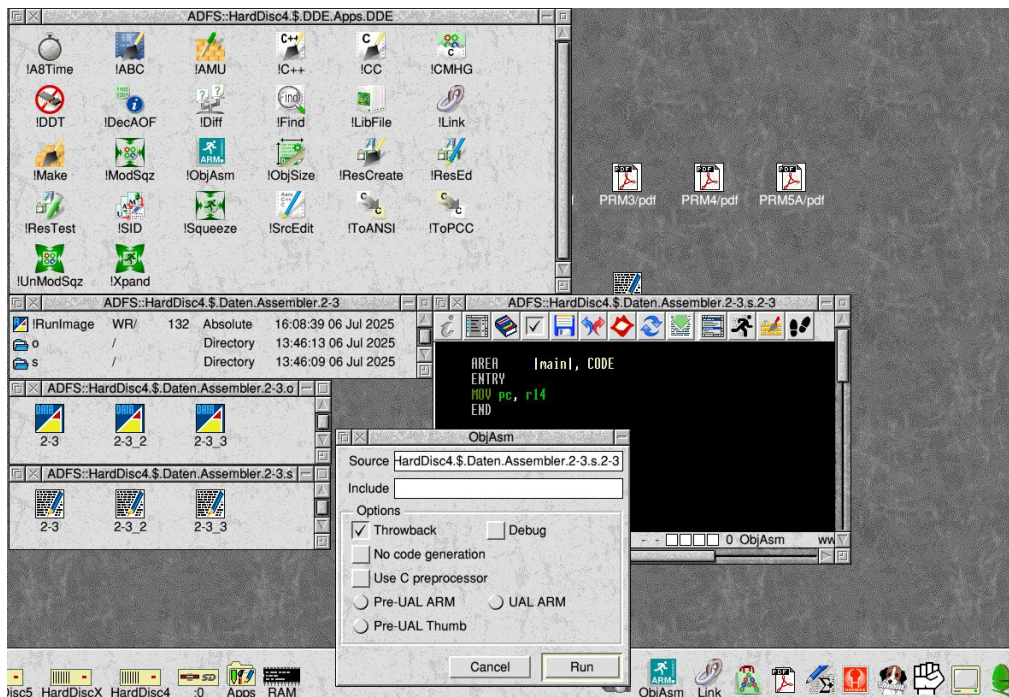 ADFS::HardDisc4.$.DDE.Apps.DDE
!A8Time !ABC !AMU !C++ !CC !CMHG
!DDT !DecAOF !Diff !Find !LibFile !Link
!Make !ModSqz !ObjAsm !ObjSize !ResCreate !ResEd
!ResTest !SID !Squeeze !SrcEdit !ToANSI !ToPCC
!UnModSqz !Xpand
PRM3/pdf PRM4/pdf PRM5A/pdf
ADFS::HardDisc4.$.Daten.Assembler.2-3
!RunImage WR/ 132 Absolute 16:08:39 06 Jul 2025
o / Directory 13:46:13 06 Jul 2025
s / Directory 13:46:09 06 Jul 2025
ADFS::HardDisc4.$.Daten.Assembler.2-3.o
2-3 2-3_2 2-3_3
ADFS::HardDisc4.$.Daten.Assembler.2-3.s
2-3 2-3_2 2-3_3
ADFS::HardDisc4.$.Daten.Assembler.2-3.s.2-3
AREA |main|, CODE
ENTRY
MOV pc, r14
END
- - 0 ObjAsm ww
ObjAsm
Source HardDisc4.$.Daten.Assembler.2-3.s.2-3
Include
Options
Throwback Debug
No code generation
Use C preprocessor
Pre-UAL ARM UAL ARM
Pre-UAL Thumb
Cancel Run
Disc5 HardDiscX HardDisc4 :0 Apps RAM
ObjAsm Link